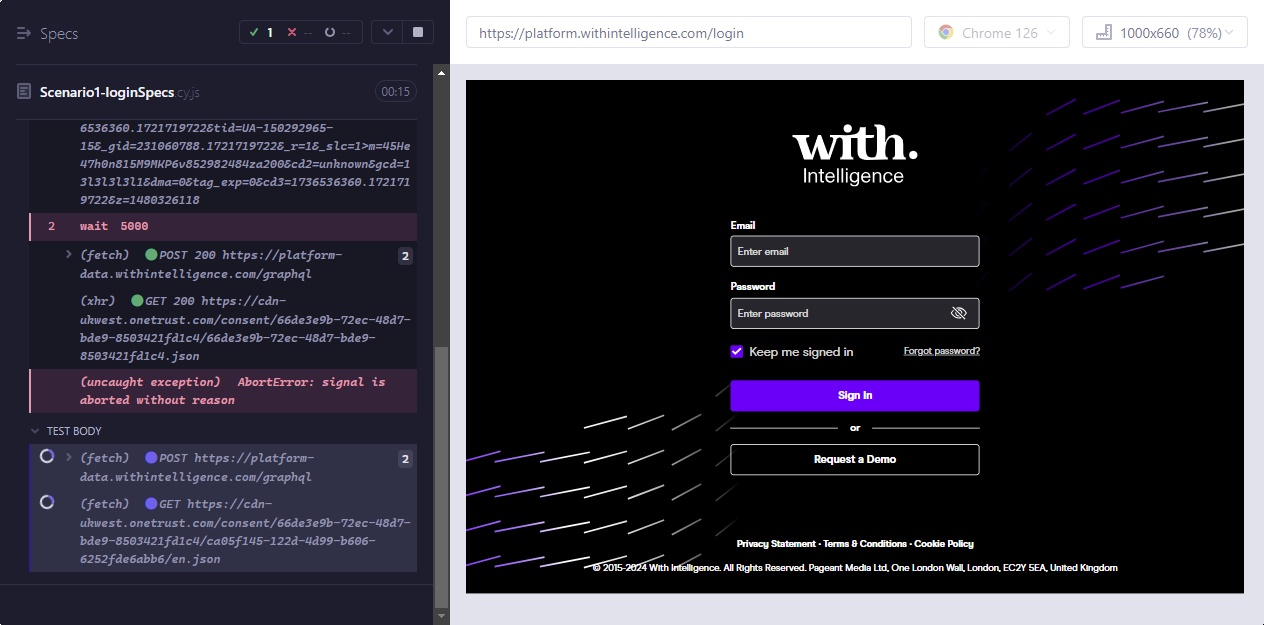 Specs
1
--
--
https://platform.withintelligence.com/login
Chrome 126
1000x660 (78%)
Scenario1-loginSpecs.cy.js
00:15
6536360.1721719722&tid=UA-150292965-
15&_gid=231060788.1721719722&_r=1&_slc=1>m=45He
47h0n815M9MKP6v852982484za200&cd2=unknown&gcd=1
3l3l3l3l1&dma=0&tag_exp=0&cd3=1736536360.172171
9722&z=1480326118
2 wait 5000
(fetch) POST 200 https://platform-
data.withintelligence.com/graphql
2
(xhr) GET 200 https://cdn-
ukwest.onetrust.com/consent/66de3e9b-72ec-48d7-
bde9-8503421fd1c4/66de3e9b-72ec-48d7-bde9-
8503421fd1c4.json
(uncaught exception) AbortError: signal is
aborted without reason
TEST BODY
(fetch) POST https://platform-
data.withintelligence.com/graphql
2
(fetch) GET https://cdn-
ukwest.onetrust.com/consent/66de3e9b-72ec-48d7-
bde9-8503421fd1c4/ca05f145-122d-4d99-b606-
6252fde6abb6/en.json
with.
Intelligence
Email
Enter email
Password
Enter password
Keep me signed in
Forgot password?
Sign In
or
Request a Demo
Privacy Statement · Terms & Conditions · Cookie Policy
© 2015-2024 With Intelligence. All Rights Reserved. Pageant Media Ltd, One London Wall, London, EC2Y 5EA, United Kingdom